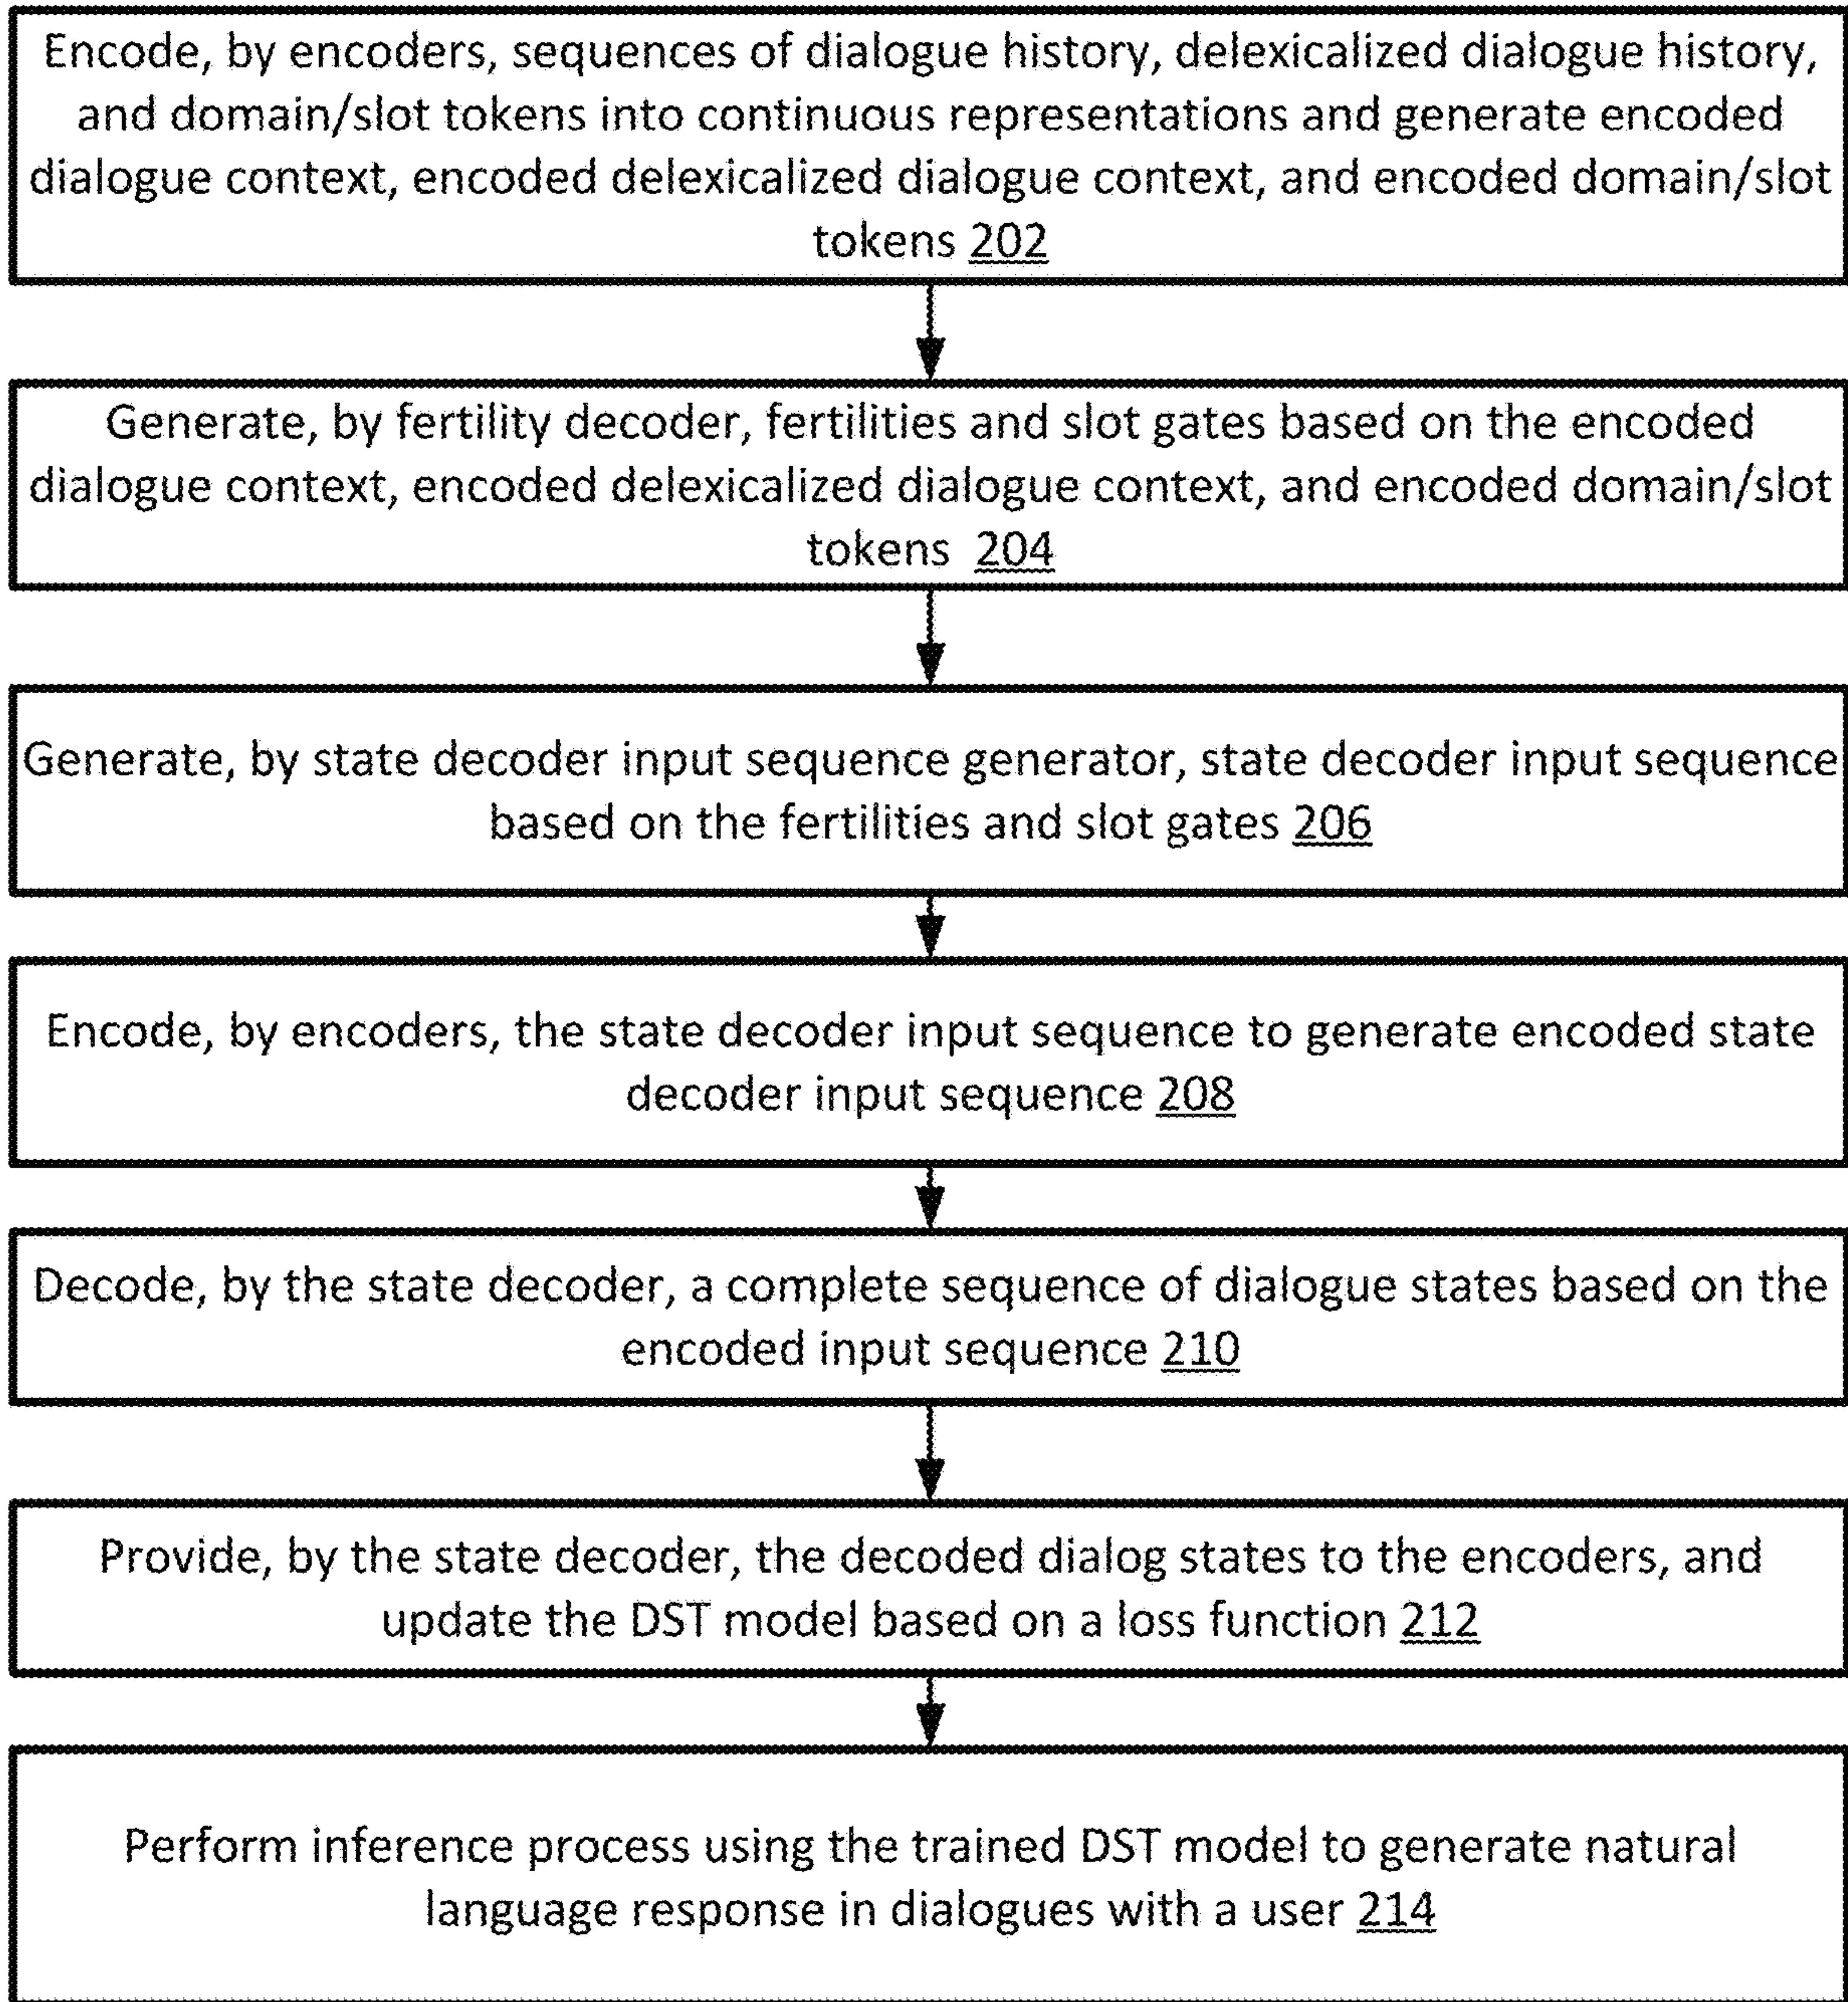 Encode, by encoders, sequences of dialogue history, delexicalized dialogue history,
and domain/slot tokens into continuous representations and generate encoded
dialogue context, encoded delexicalized dialogue context, and encoded domain/slot
tokens 202
Generate, by fertility decoder, fertilities and slot gates based on the encoded
dialogue context, encoded delexicalized dialogue context, and encoded domain/slot
tokens 204
Generate, by state decoder input sequence generator, state decoder input sequence
based on the fertilities and slot gates 206
Encode, by encoders, the state decoder input sequence to generate encoded state
decoder input sequence 208
Decode, by the state decoder, a complete sequence of dialogue states based on the
encoded input sequence 210
Provide, by the state decoder, the decoded dialog states to the encoders, and
update the DST model based on a loss function 212
Perform inference process using the trained DST model to generate natural
language response in dialogues with a user 214